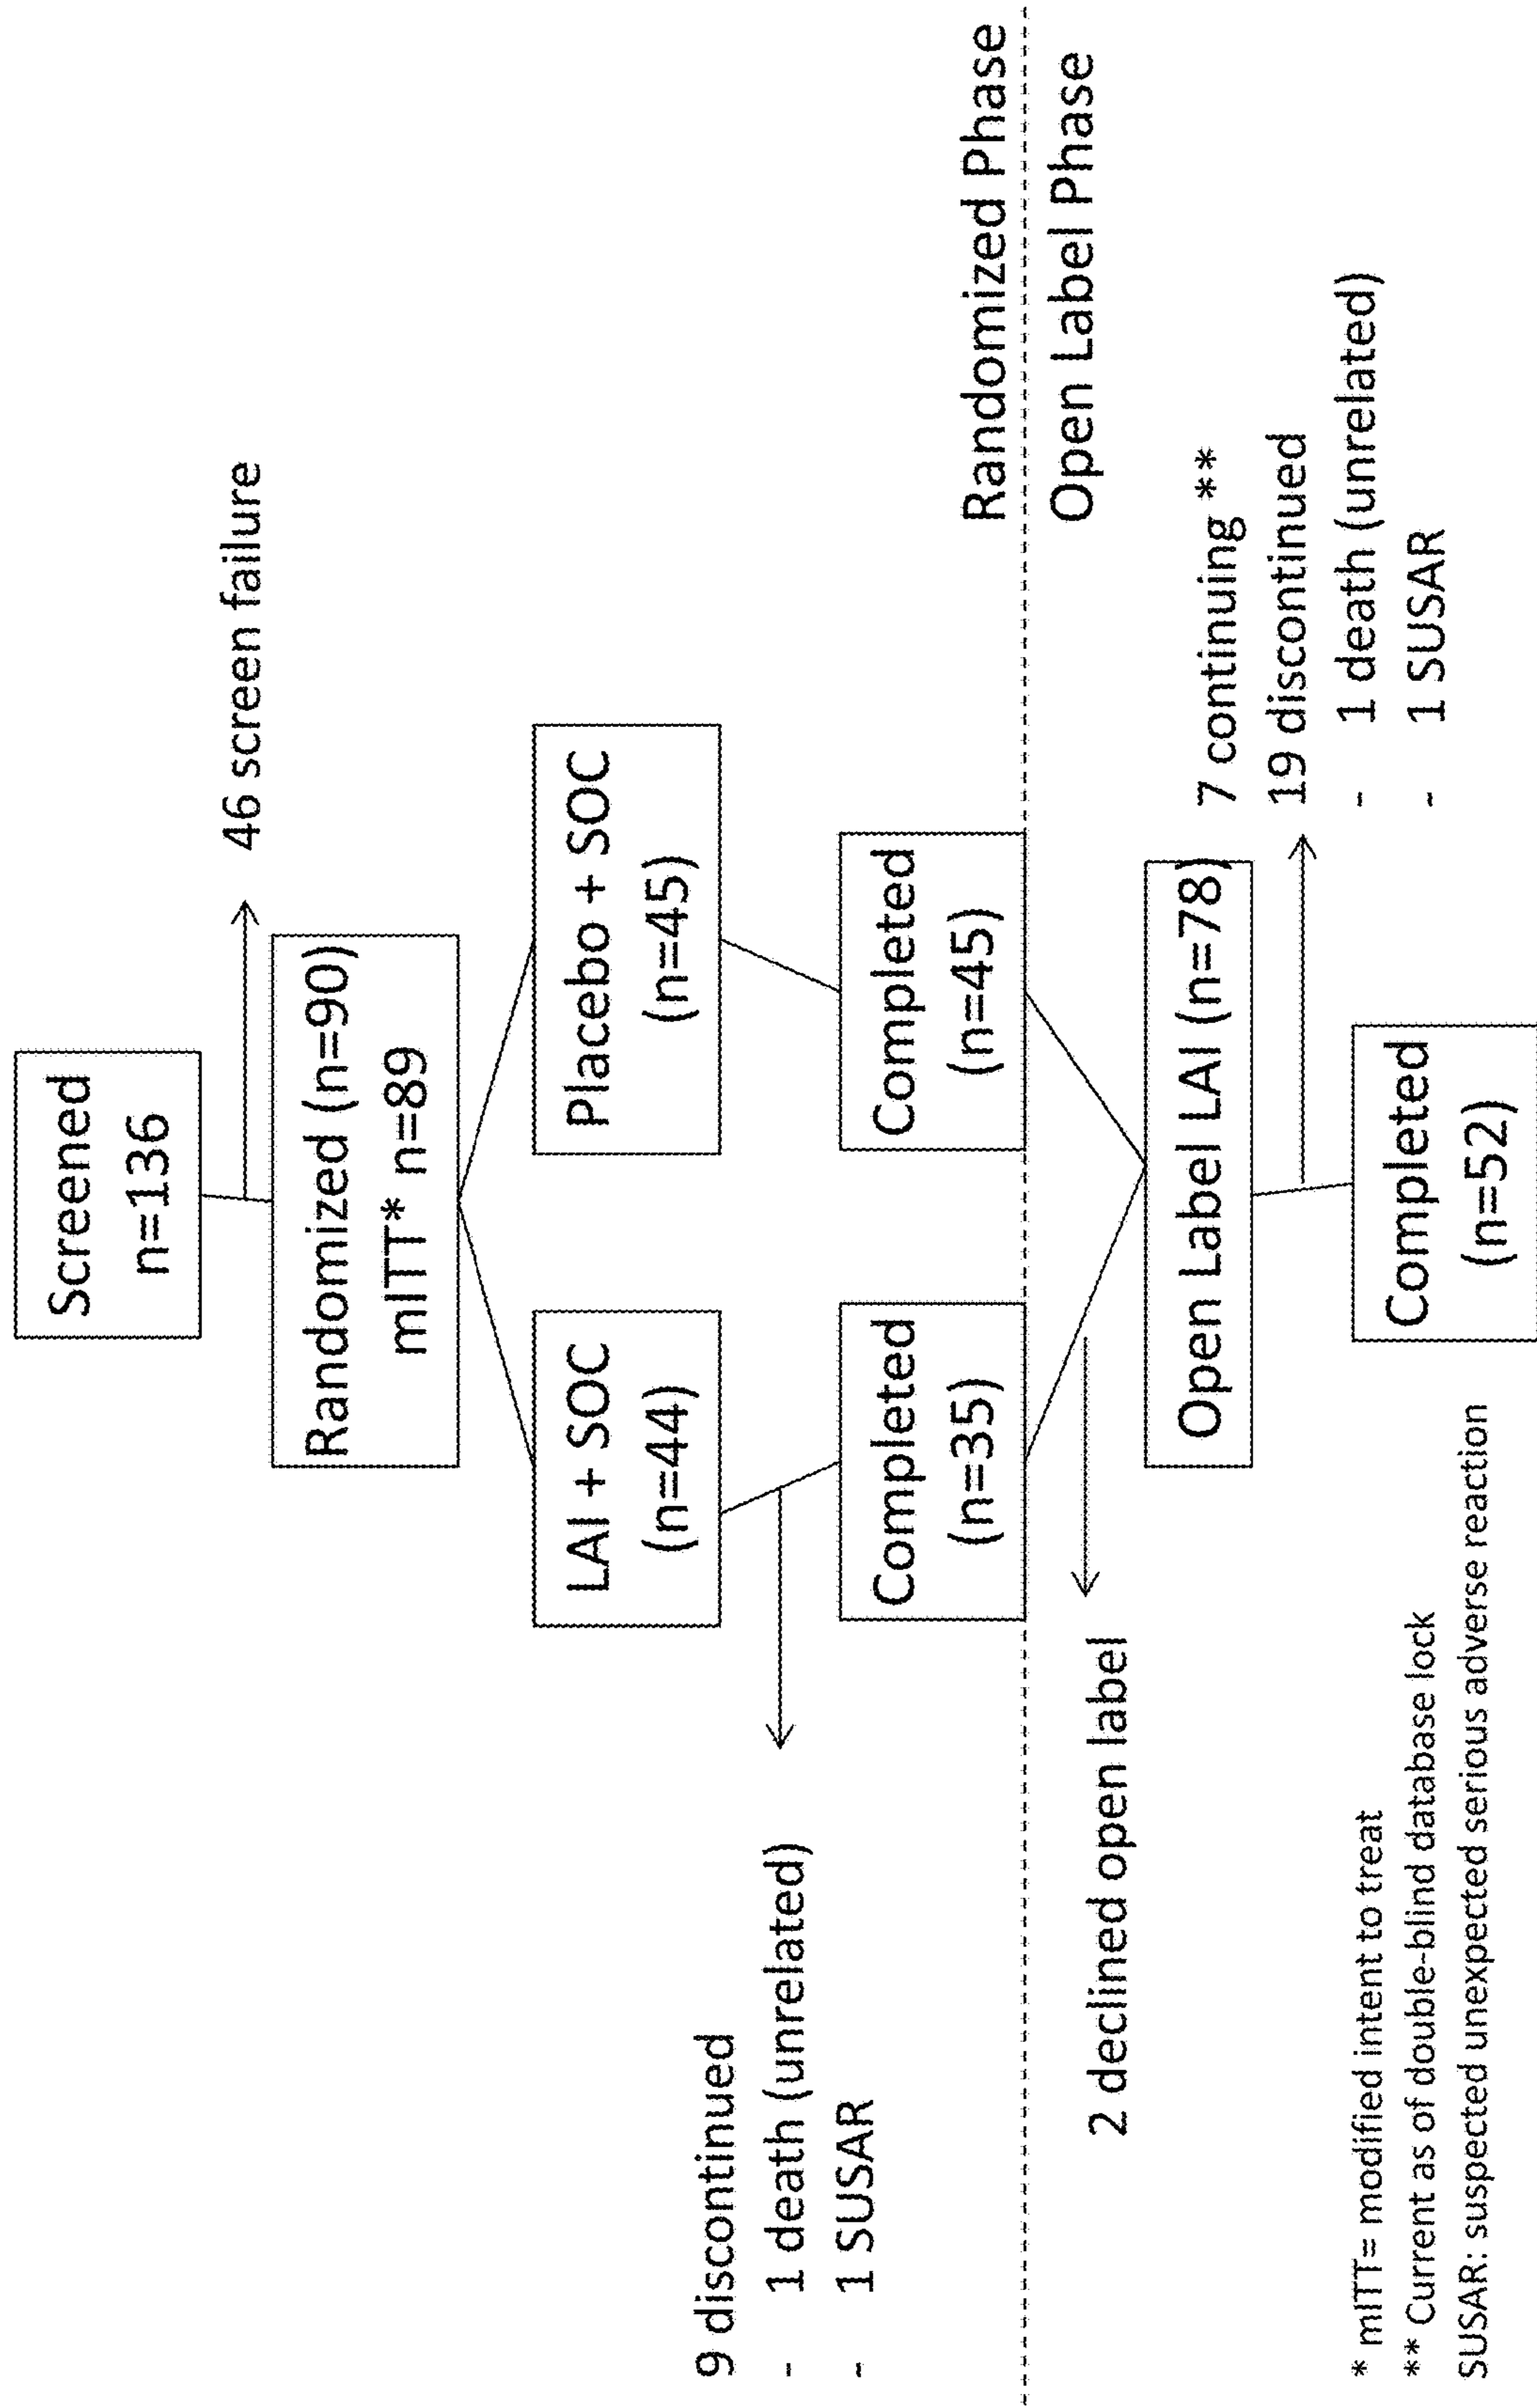 Screened
n=136
46 screen failure
Randomized (n=90)
mITT* n=89
LAI + SOC
(n=44)
Placebo + SOC
(n=45)
9 discontinued
- 1 death (unrelated)
- 1 SUSAR
Completed
(n=35)
Completed
(n=45)
Randomized Phase
Open Label Phase
2 declined open label
Open Label LAI (n=78)
7 continuing **
19 discontinued
- 1 death (unrelated)
- 1 SUSAR
Completed
(n=52)
* mITT= modified intent to treat
** Current as of double-blind database lock
SUSAR: suspected unexpected serious adverse reaction